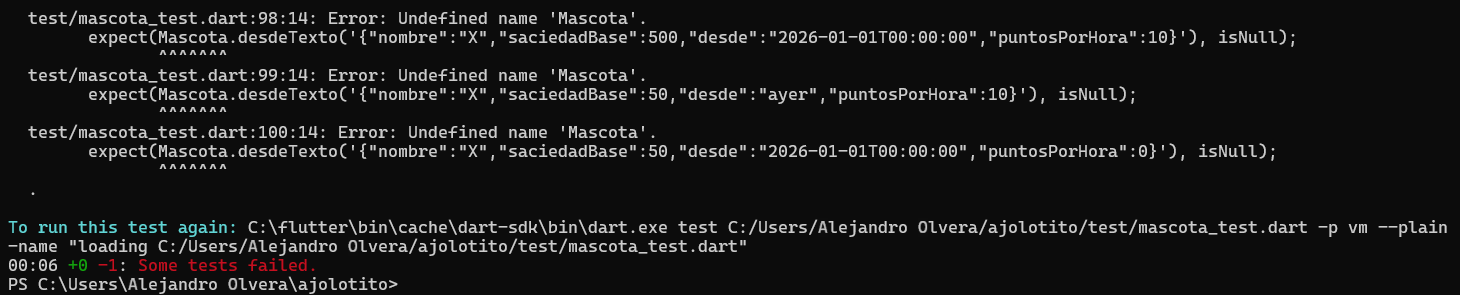 test/mascota_test.dart:98:14: Error: Undefined name 'Mascota'.
expect(Mascota.desdeTexto('{"nombre":"X","saciedadBase":500,"desde":"2026-01-01T00:00:00","puntosPorHora":10}'), isNull);
^^^^^^^
test/mascota_test.dart:99:14: Error: Undefined name 'Mascota'.
expect(Mascota.desdeTexto('{"nombre":"X","saciedadBase":50,"desde":"ayer","puntosPorHora":10}'), isNull);
^^^^^^^
test/mascota_test.dart:100:14: Error: Undefined name 'Mascota'.
expect(Mascota.desdeTexto('{"nombre":"X","saciedadBase":50,"desde":"2026-01-01T00:00:00","puntosPorHora":0}'), isNull);
^^^^^^^
.
To run this test again: C:\flutter\bin\cache\dart-sdk\bin\dart.exe test C:/Users/Alejandro Olvera/ajolotito/test/mascota_test.dart -p vm --plain
-name "loading C:/Users/Alejandro Olvera/ajolotito/test/mascota_test.dart"
00:06 +0 -1: Some tests failed.
PS C:\Users\Alejandro Olvera\ajolotito>